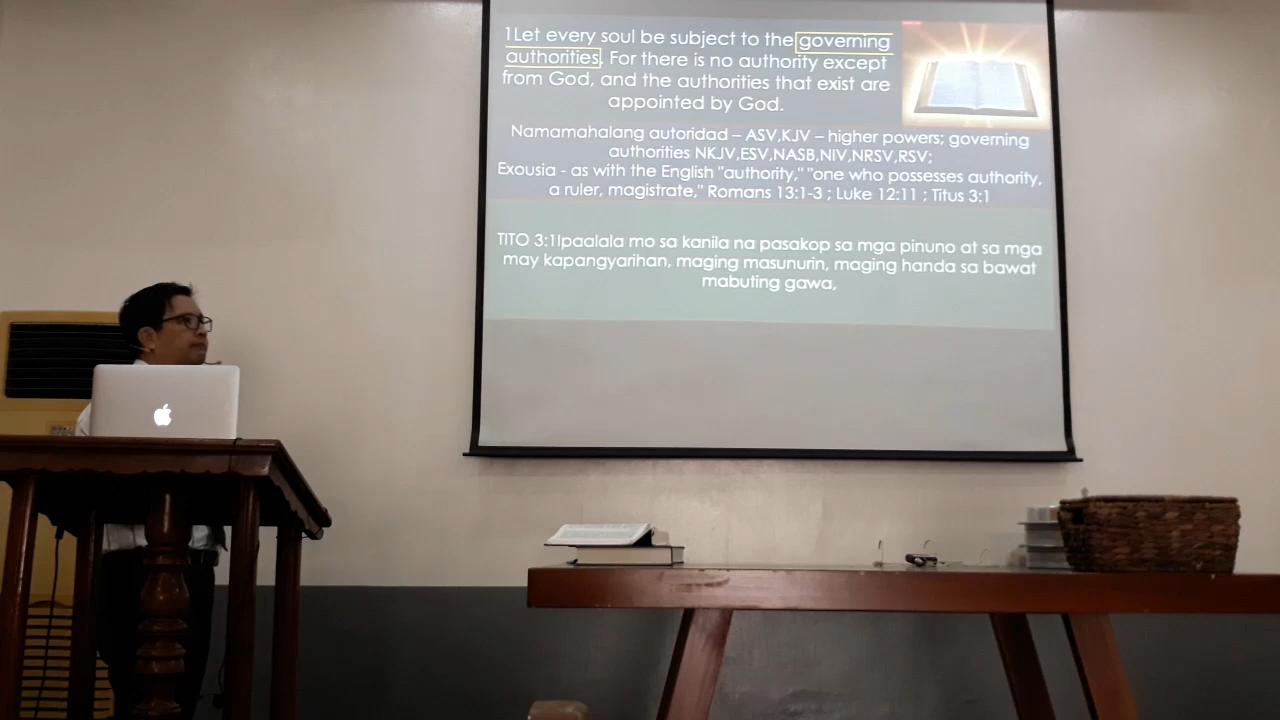 1Let every soul be subject to the governing
authorities. For there is no authority except
from God, and the authorities that exist are
appointed by God.
Namamahalang autoridad – ASV,KJV – higher powers; governing
authorities NKJV,ESV,NASB,NIV,NRSV,RSV;
Exousia - as with the English "authority," "one who possesses authority,
a ruler, magistrate," Romans 13:1-3 ; Luke 12:11 ; Titus 3:1
TITO 3:1Ipaalala mo sa kanila na pasakop sa mga pinuno at sa mga
may kapangyarihan, maging masunurin, maging handa sa bawat
mabuting gawa,